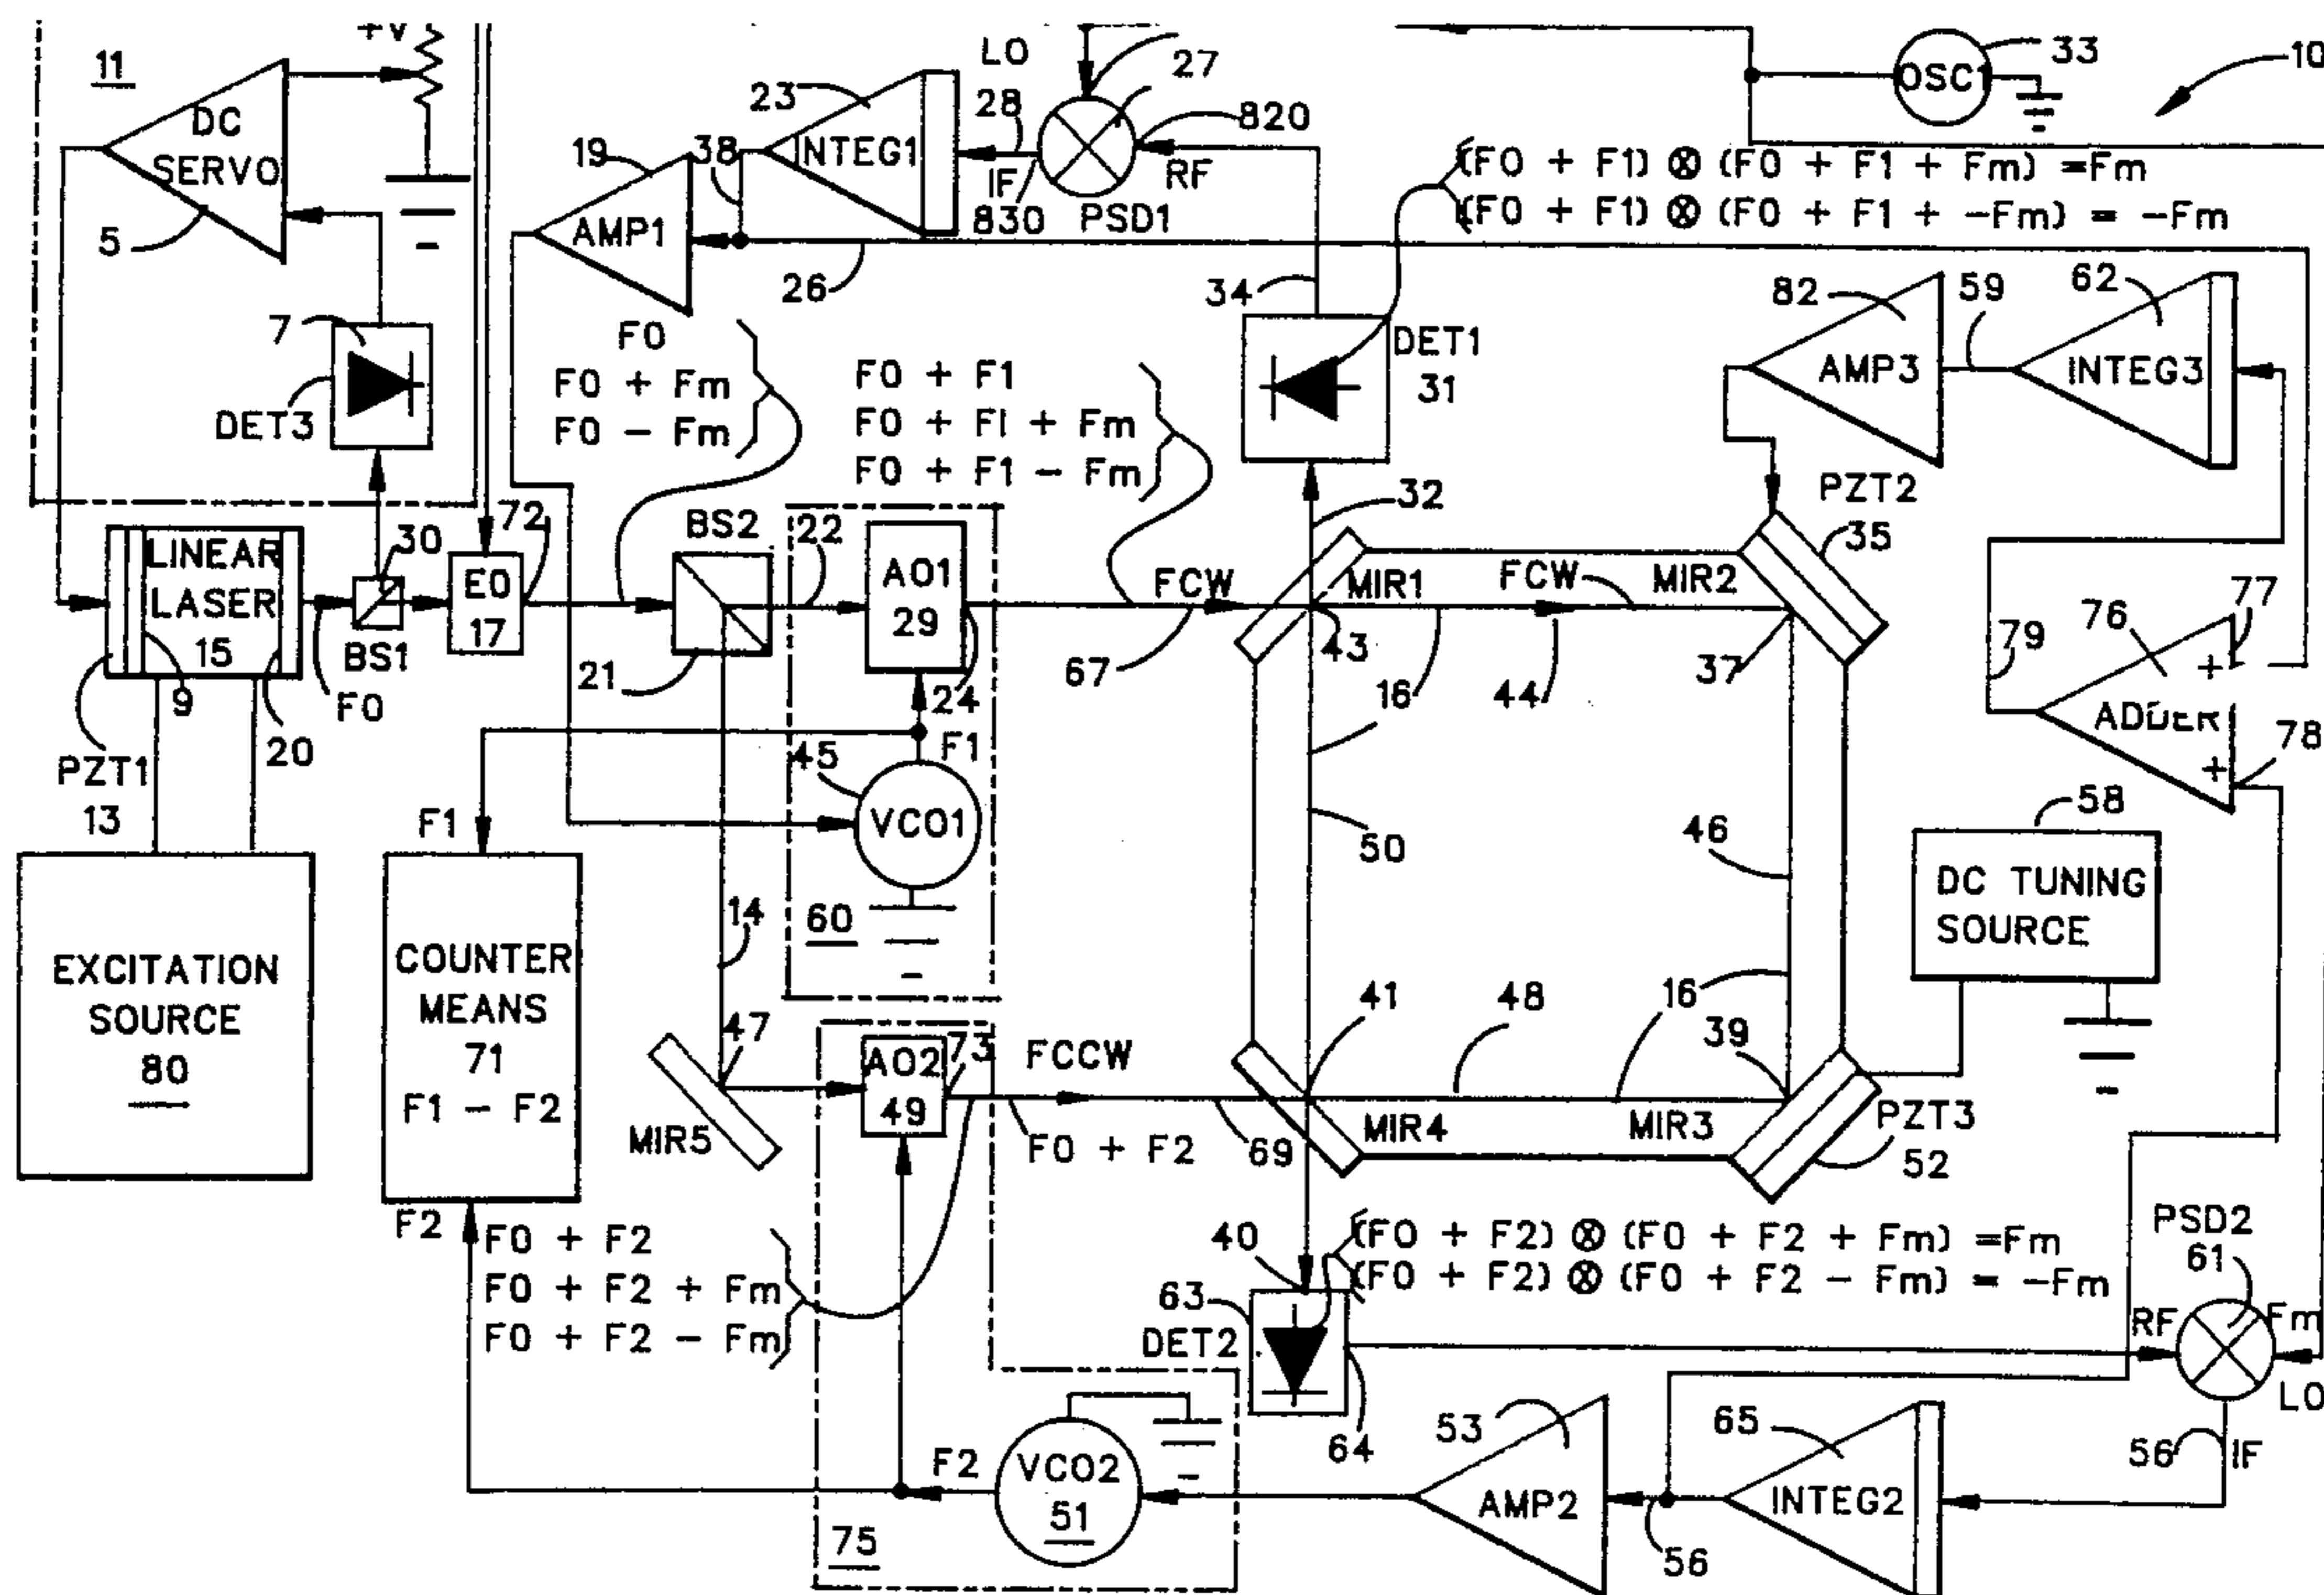 +V
11
DC
SERVO
5
7
DET3
LINEAR
LASER
15
9
20
PZT1
13
30
BS1
F0
EXCITATION
SOURCE
80
EO
17
72
19
AMP1
38
23
INTEG1
28
IF
830
LO
27
820
RF
PSD1
26
34
OSC1
33
10
(F0 + F1) ⊗ (F0 + F1 + Fm) =Fm
(F0 + F1) ⊗ (F0 + F1 + -Fm) = -Fm
F0
F0 + Fm
F0 - Fm
F0 + F1
F0 + F1 + Fm
F0 + F1 - Fm
DET1
31
32
82
AMP3
59
62
INTEG3
PZT2
35
BS2
21
22
AO1
29
24
F1
45
VCO1
60
14
FCW
67
MIR1
43
FCW
44
MIR2
37
16
50
46
16
76
77
79
ADDER
+
+
78
58
DC TUNING
SOURCE
F1
COUNTER
MEANS
71
F1 - F2
F2
47
MIR5
AO2
49
73
FCCW
F0 + F2
69
41
48
39
MIR4
MIR3
PZT3
52
F0 + F2
F0 + F2 + Fm
F0 + F2 - Fm
40
63
DET2
64
(F0 + F2) ⊗ (F0 + F2 + Fm) =Fm
(F0 + F2) ⊗ (F0 + F2 - Fm) = -Fm
PSD2
61
RF
Fm
LO
56
IF
65
INTEG2
56
53
AMP2
VCO2
51
F2
75